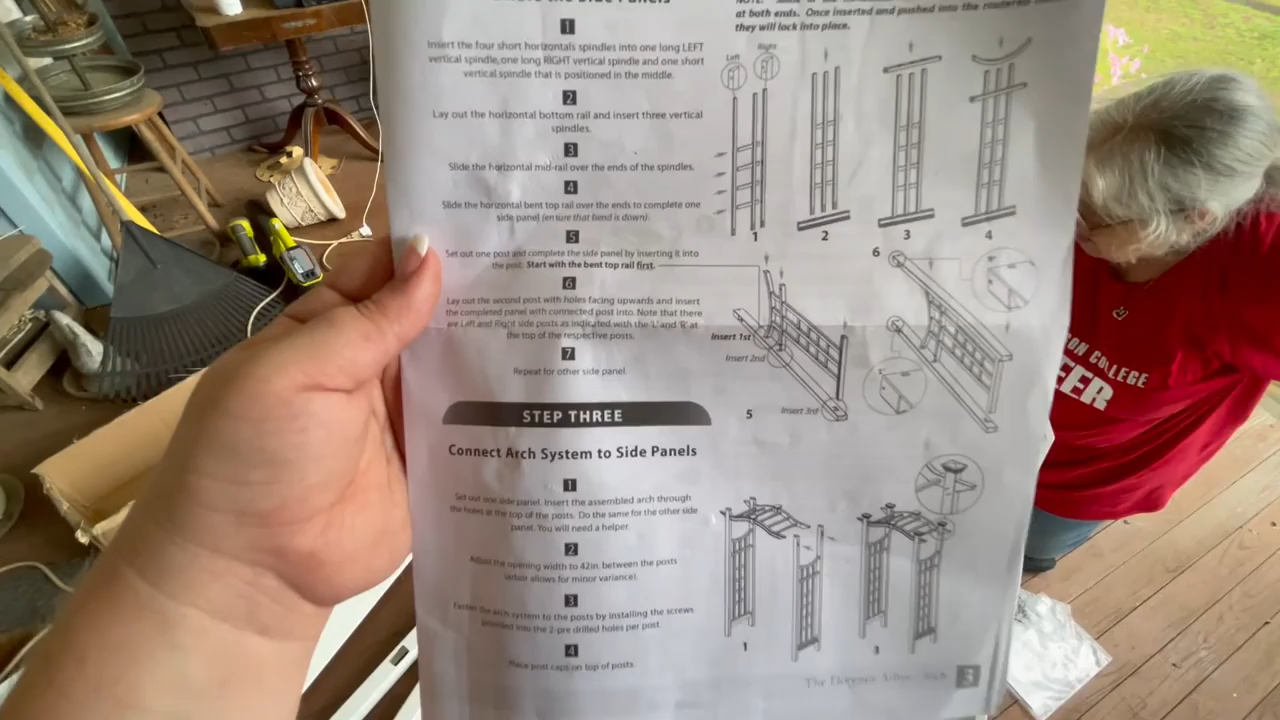 the Side Panels
at both ends. Once inserted and pushed into the
they will lock into place.
1
Insert the four short horizontals spindles into one long LEFT
vertical spindle, one long RIGHT vertical spindle and one short
vertical spindle that is positioned in the middle.
2
Lay out the horizontal bottom rail and insert three vertical
spindles.
3
Slide the horizontal mid-rail over the ends of the spindles.
4
Slide the horizontal bent top rail over the ends to complete one
side panel (ensure that bend is down).
5
Set out one post and complete the side panel by inserting it into
the post. Start with the bent top rail first.
6
Lay out the second post with holes facing upwards and insert
the completed panel with connected post into. Note that there
are Left and Right side posts as indicated with the 'L' and 'R' at
the top of the respective posts.
7
Repeat for other side panel.
Left
Right
1
2
3
4
Insert 1st
Insert 2nd
Insert 3rd
5
6
STEP THREE
Connect Arch System to Side Panels
1
Set out one side panel. Insert the assembled arch through
the holes at the top of the posts. Do the same for the other side
panel. You will need a helper.
2
Adjust the opening width to 42in. between the posts
(arbor allows for minor variance).
3
Fasten the arch system to the posts by installing the screws
provided into the 2-pre drilled holes per post.
4
Place post caps on top of posts.
1
3
The Florence Arbor
3
ON COLLEGE
EER